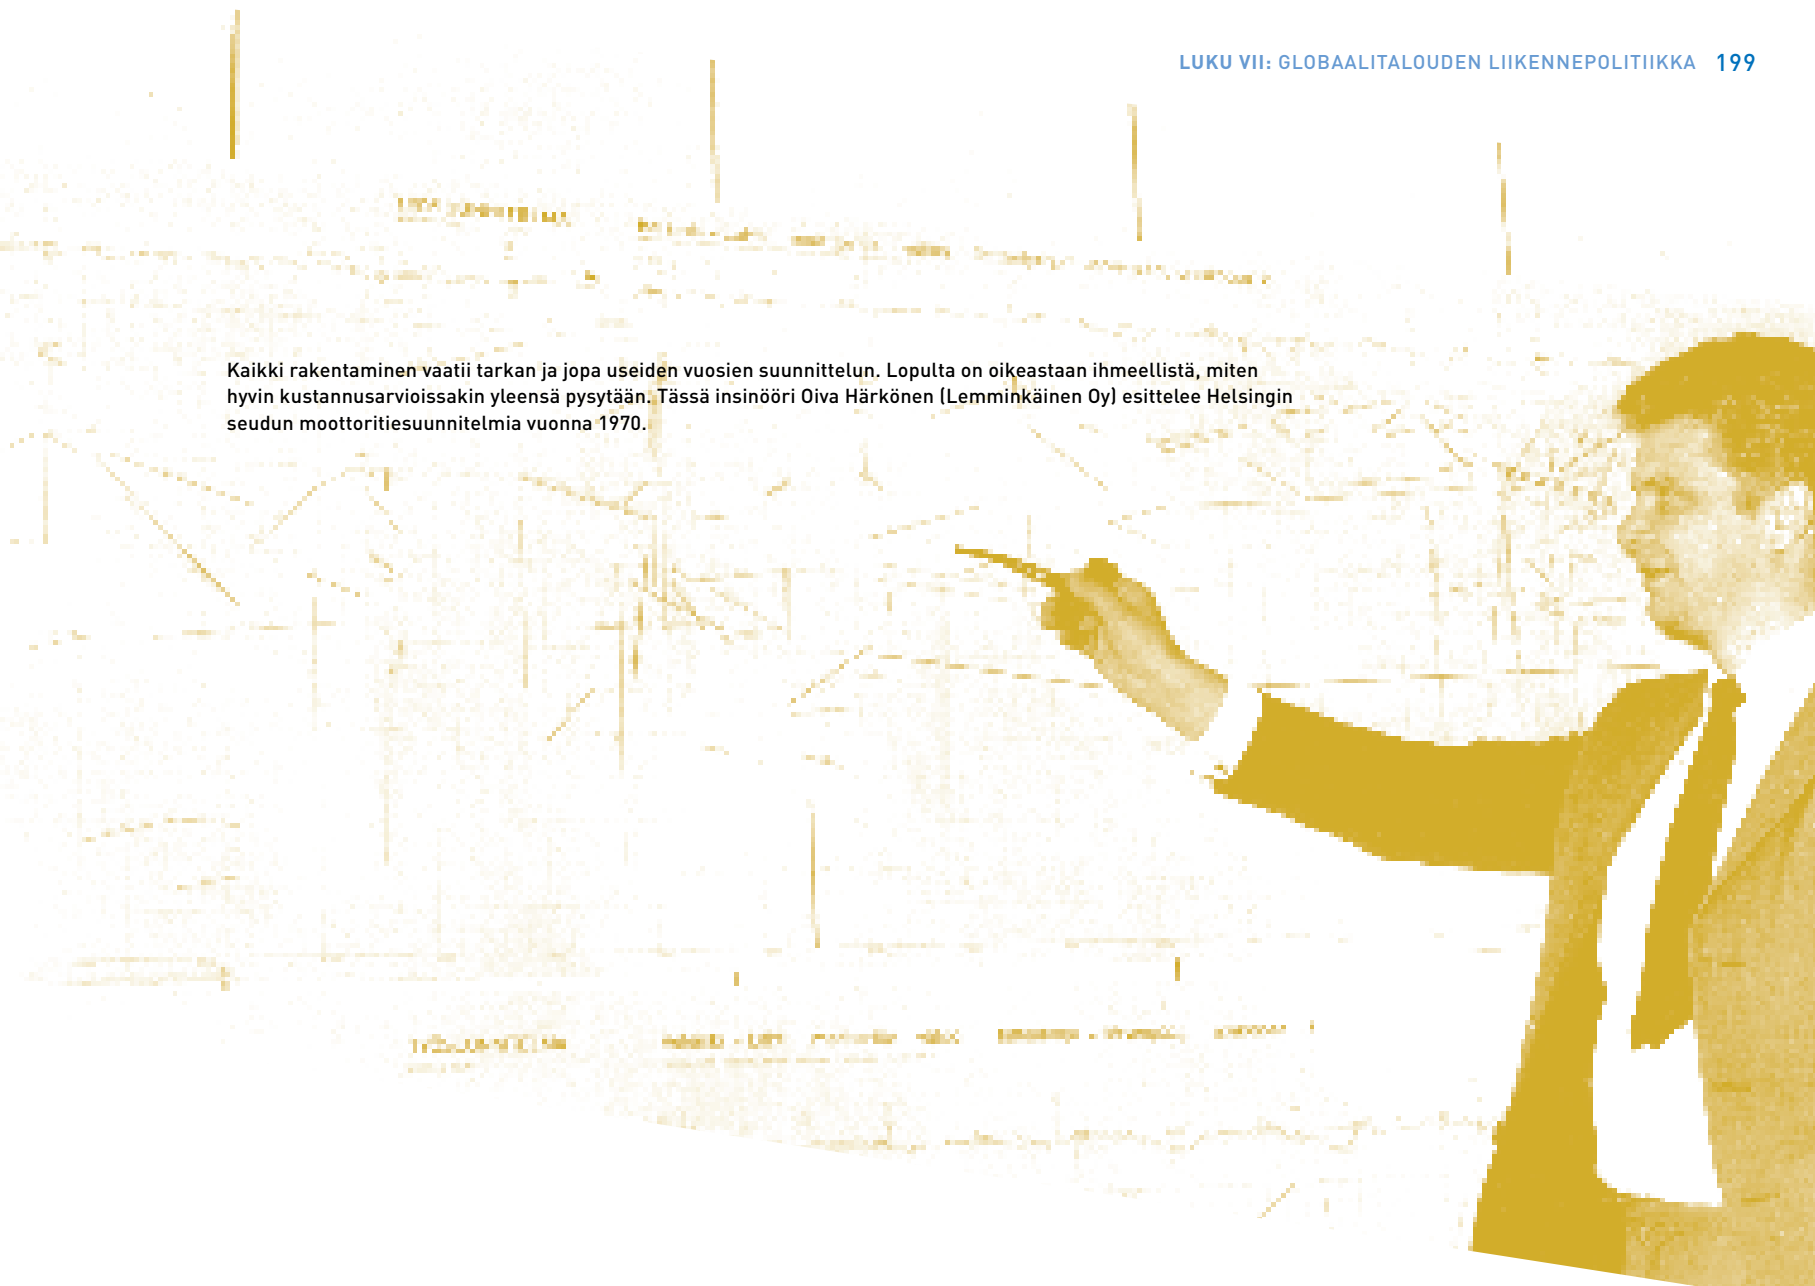 LUKU VII: GLOBAALITALOUDEN LIIKENNEPOLITIIKKA 199
Kaikki rakentaminen vaatii tarkan ja jopa useiden vuosien suunnittelun. Lopulta on oikeastaan ihmeellistä, miten
hyvin kustannusarvioissakin yleensä pysytään. Tässä insinööri Oiva Härkönen (Lemminkäinen Oy) esittelee Helsingin
seudun moottoritiesuunnitelmia vuonna 1970.